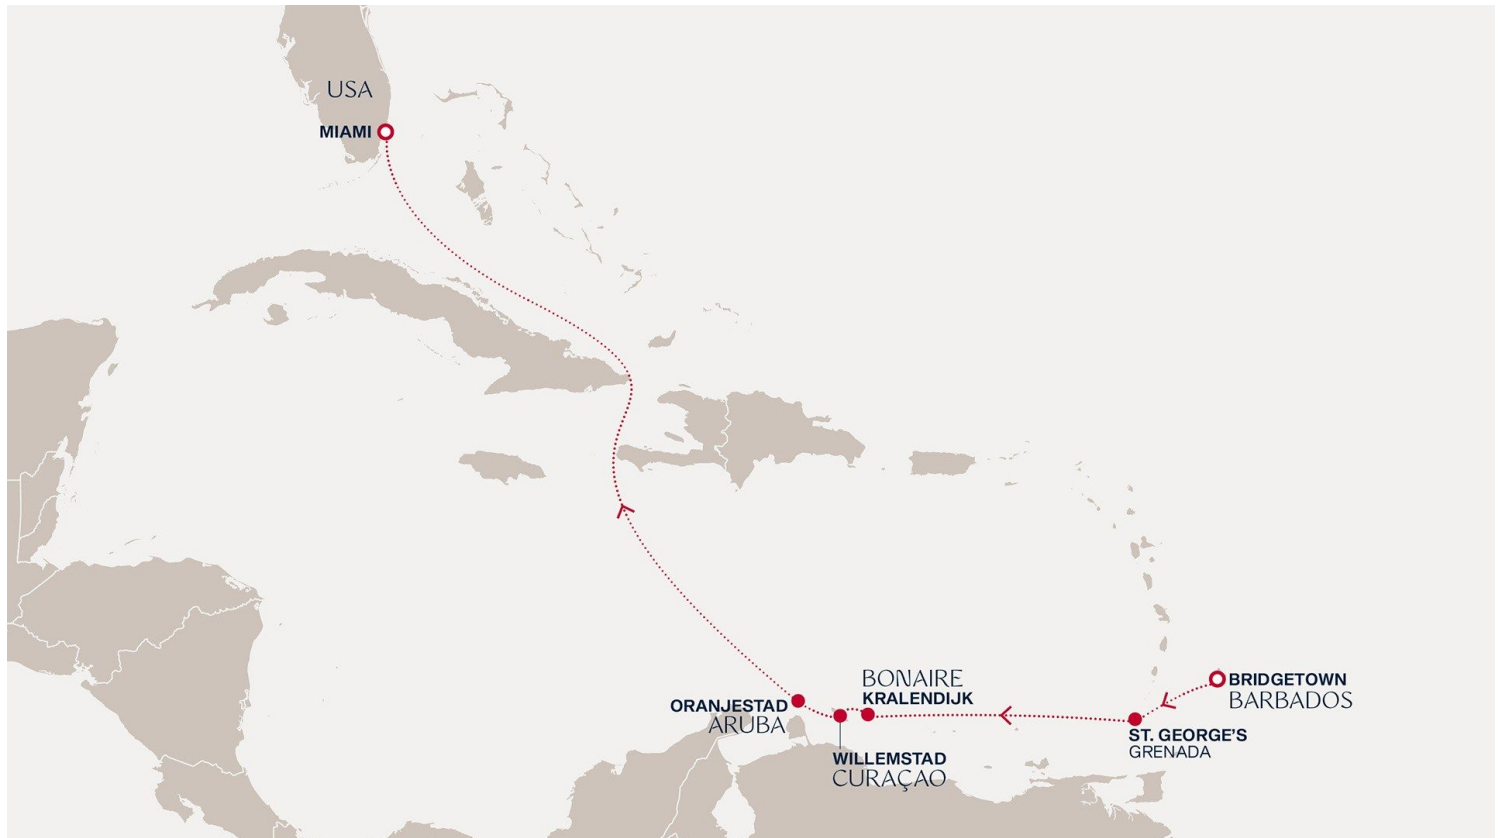 USA
MIAMI
BONAIRE
KRALENDIJK
BRIDGETOWN
BARBADOS
ORANJESTAD
ARUBA
ST. GEORGE'S
GRENADA
WILLEMSTAD
CURAÇAO